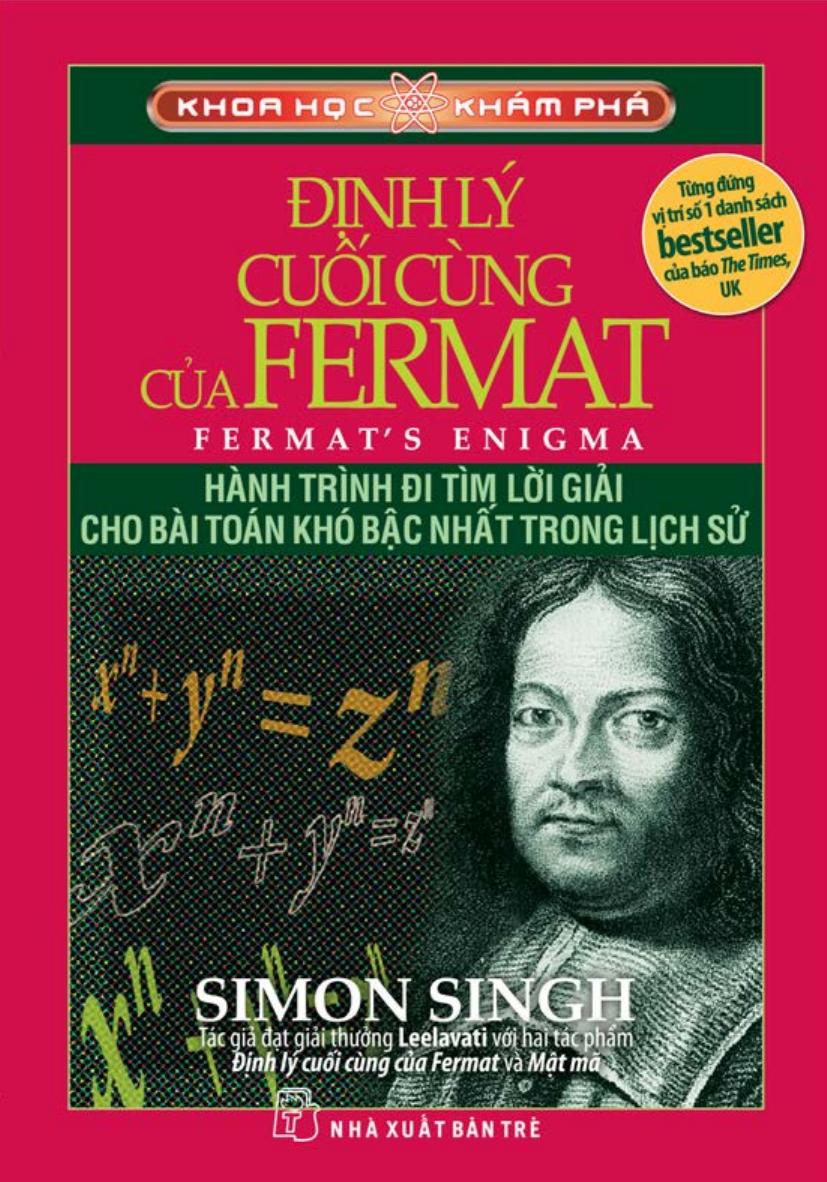 KHOA HỌC KHÁM PHÁ
Từng đứng
vị trí số 1 danh sách
bestseller
của báo The Times,
UK
ĐỊNH LÝ
CUỐI CÙNG
CỦA FERMAT
FERMAT'S ENIGMA
HÀNH TRÌNH ĐI TÌM LỜI GIẢI
CHO BÀI TOÁN KHÓ BẬC NHẤT TRONG LỊCH SỬ
xⁿ + yⁿ = zⁿ
xⁿ + yⁿ = zⁿ
xⁿ + yⁿ
SIMON SINGH
Tác giả đạt giải thưởng Leelavati với hai tác phẩm
Định lý cuối cùng của Fermat và Mật mã
T NHÀ XUẤT BẢN TRẺ